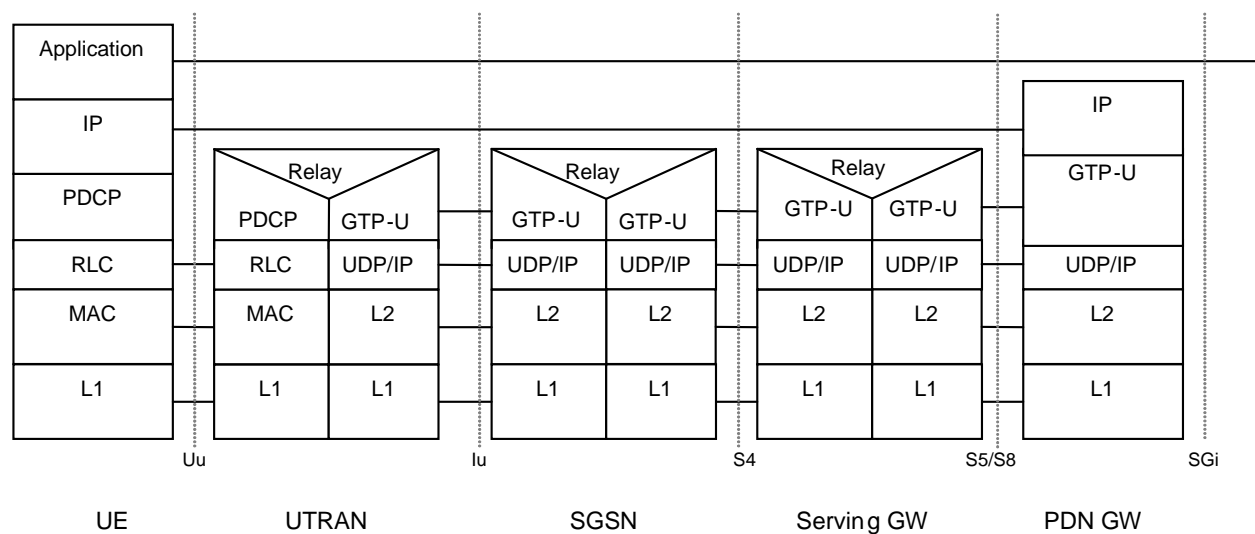 Application
IP
IP
Relay
Relay
Relay
GTP-U
PDCP
PDCP
GTP-U
GTP-U
GTP-U
GTP-U
GTP-U
RLC
RLC
UDP/IP
UDP/IP
UDP/IP
UDP/IP
UDP/IP
UDP/IP
MAC
MAC
L2
L2
L2
L2
L2
L2
L1
L1
L1
L1
L1
L1
L1
L1
Uu
Iu
S4
S5/S8
SGi
UE
UTRAN
SGSN
Serving GW
PDN GW